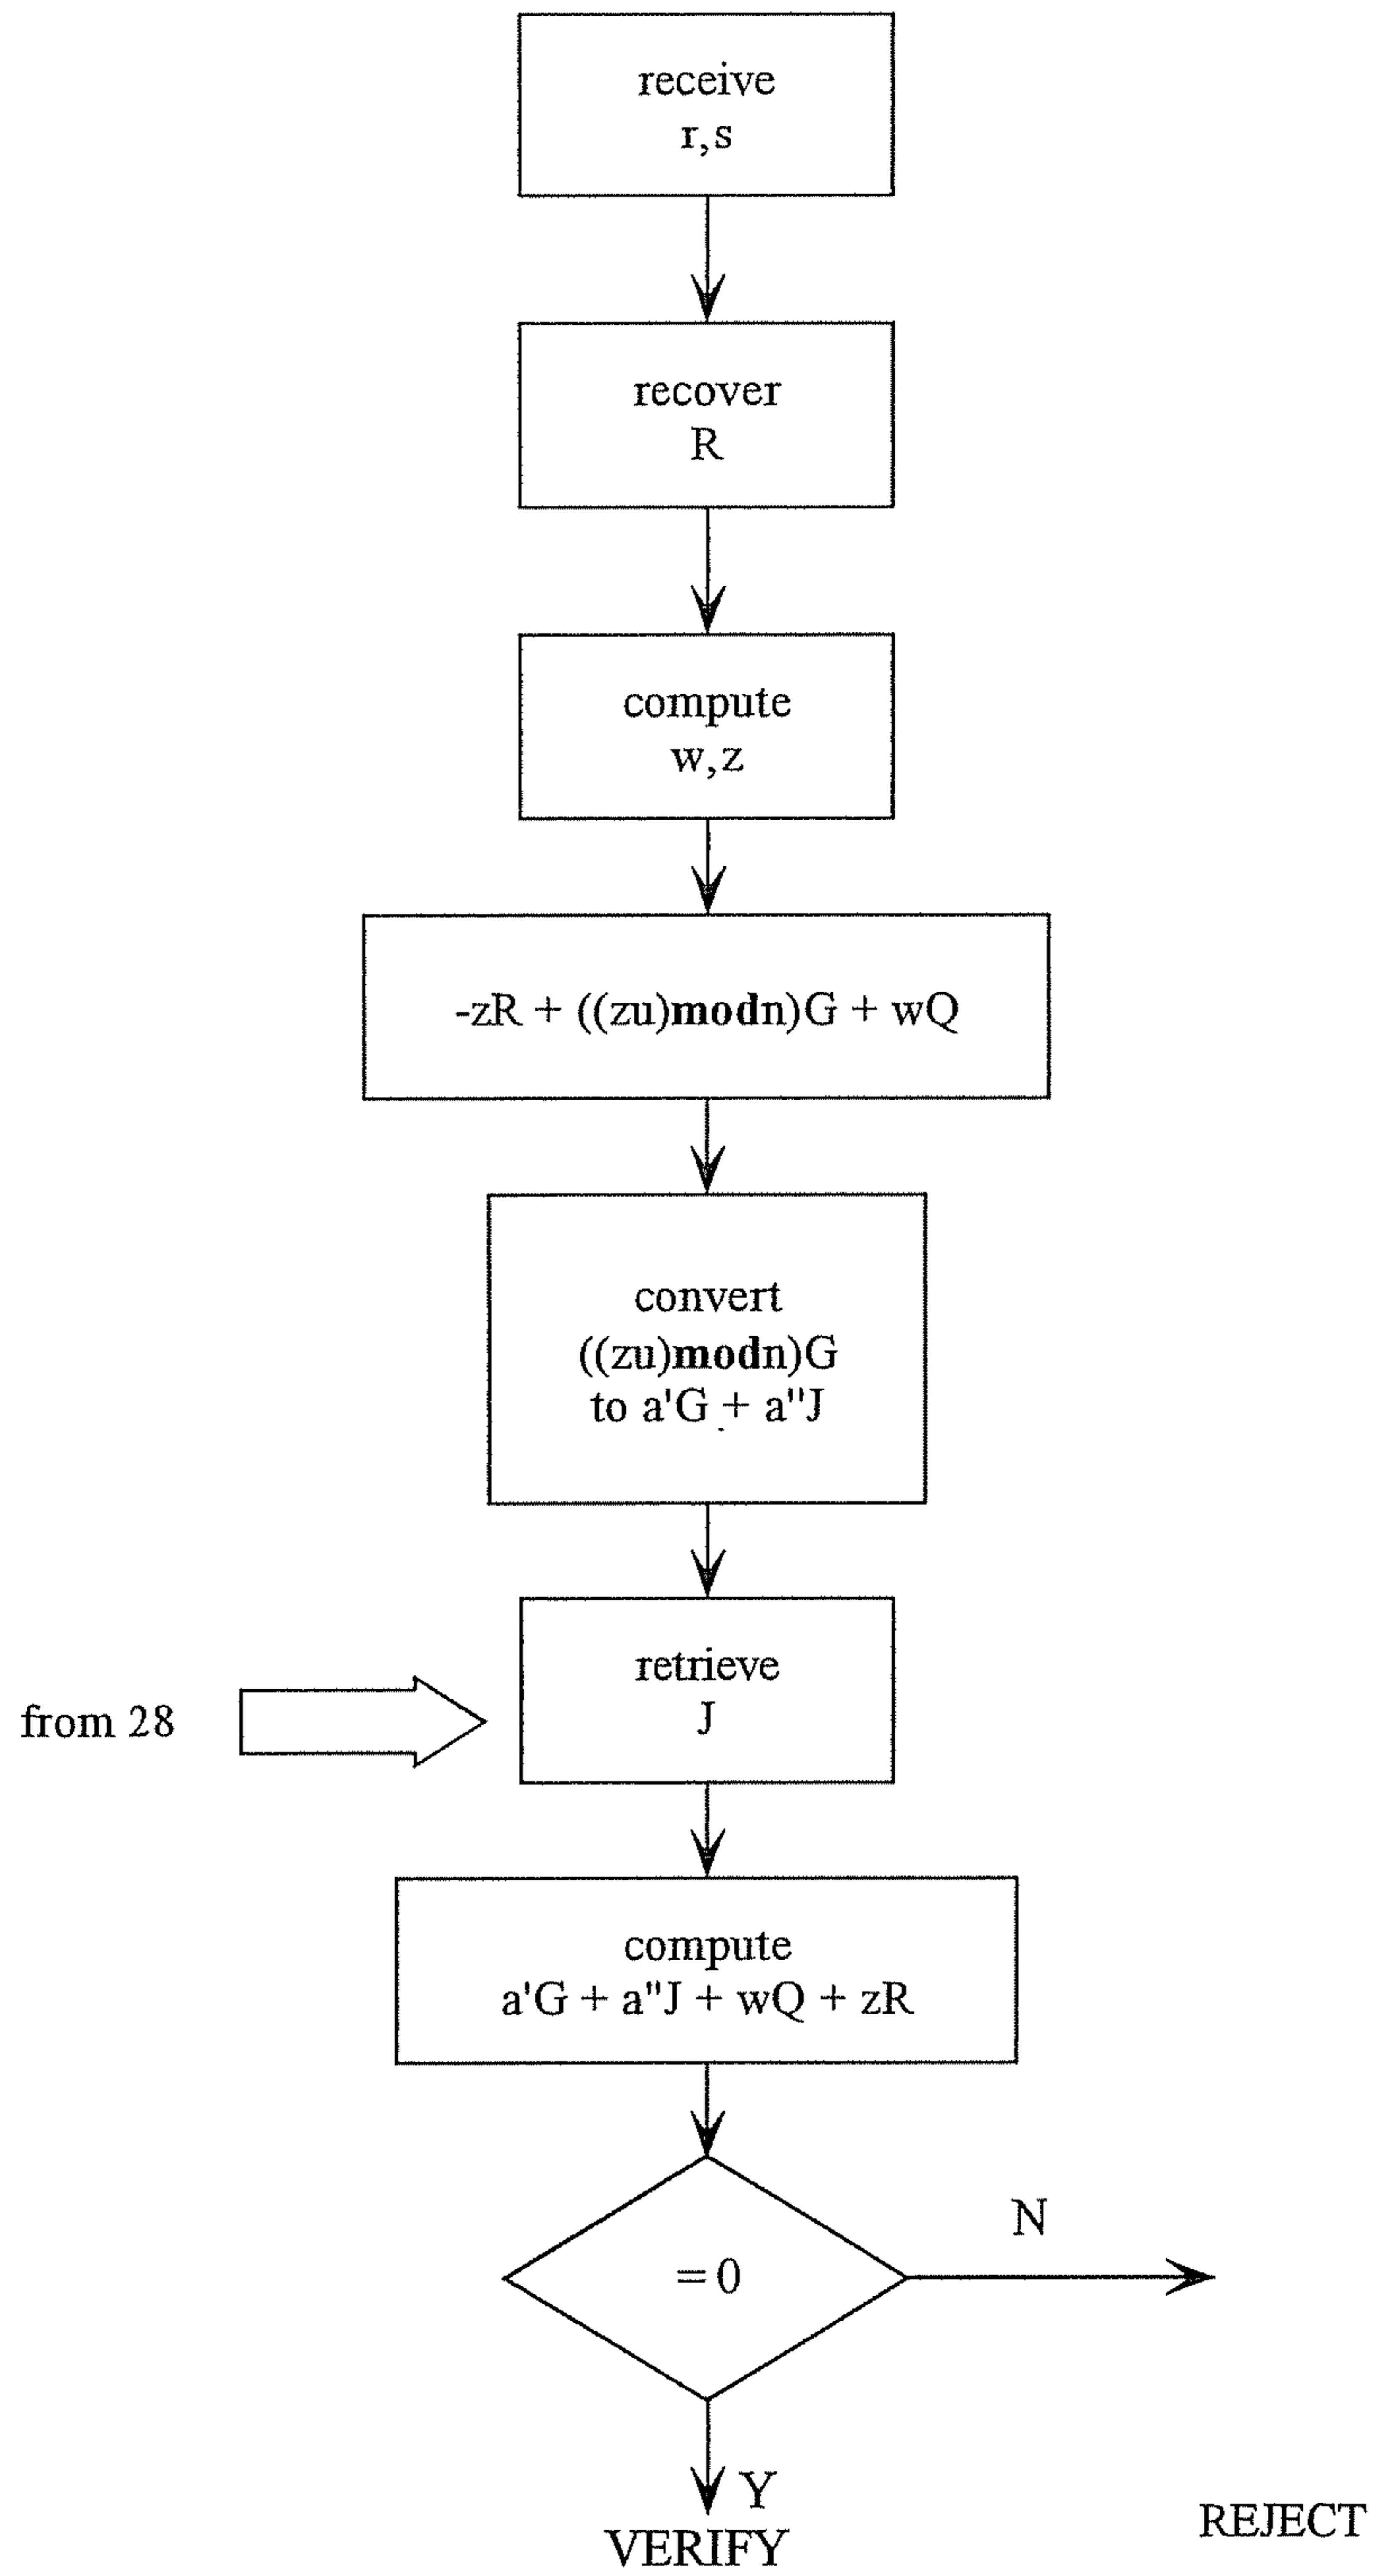 receive
r,s
recover
R
compute
w,z
-zR + ((zu)modn)G + wQ
convert
((zu)modn)G
to a'G + a"J
retrieve
J
from 28
compute
a'G + a"J + wQ + zR
= 0
N
Y
VERIFY
REJECT